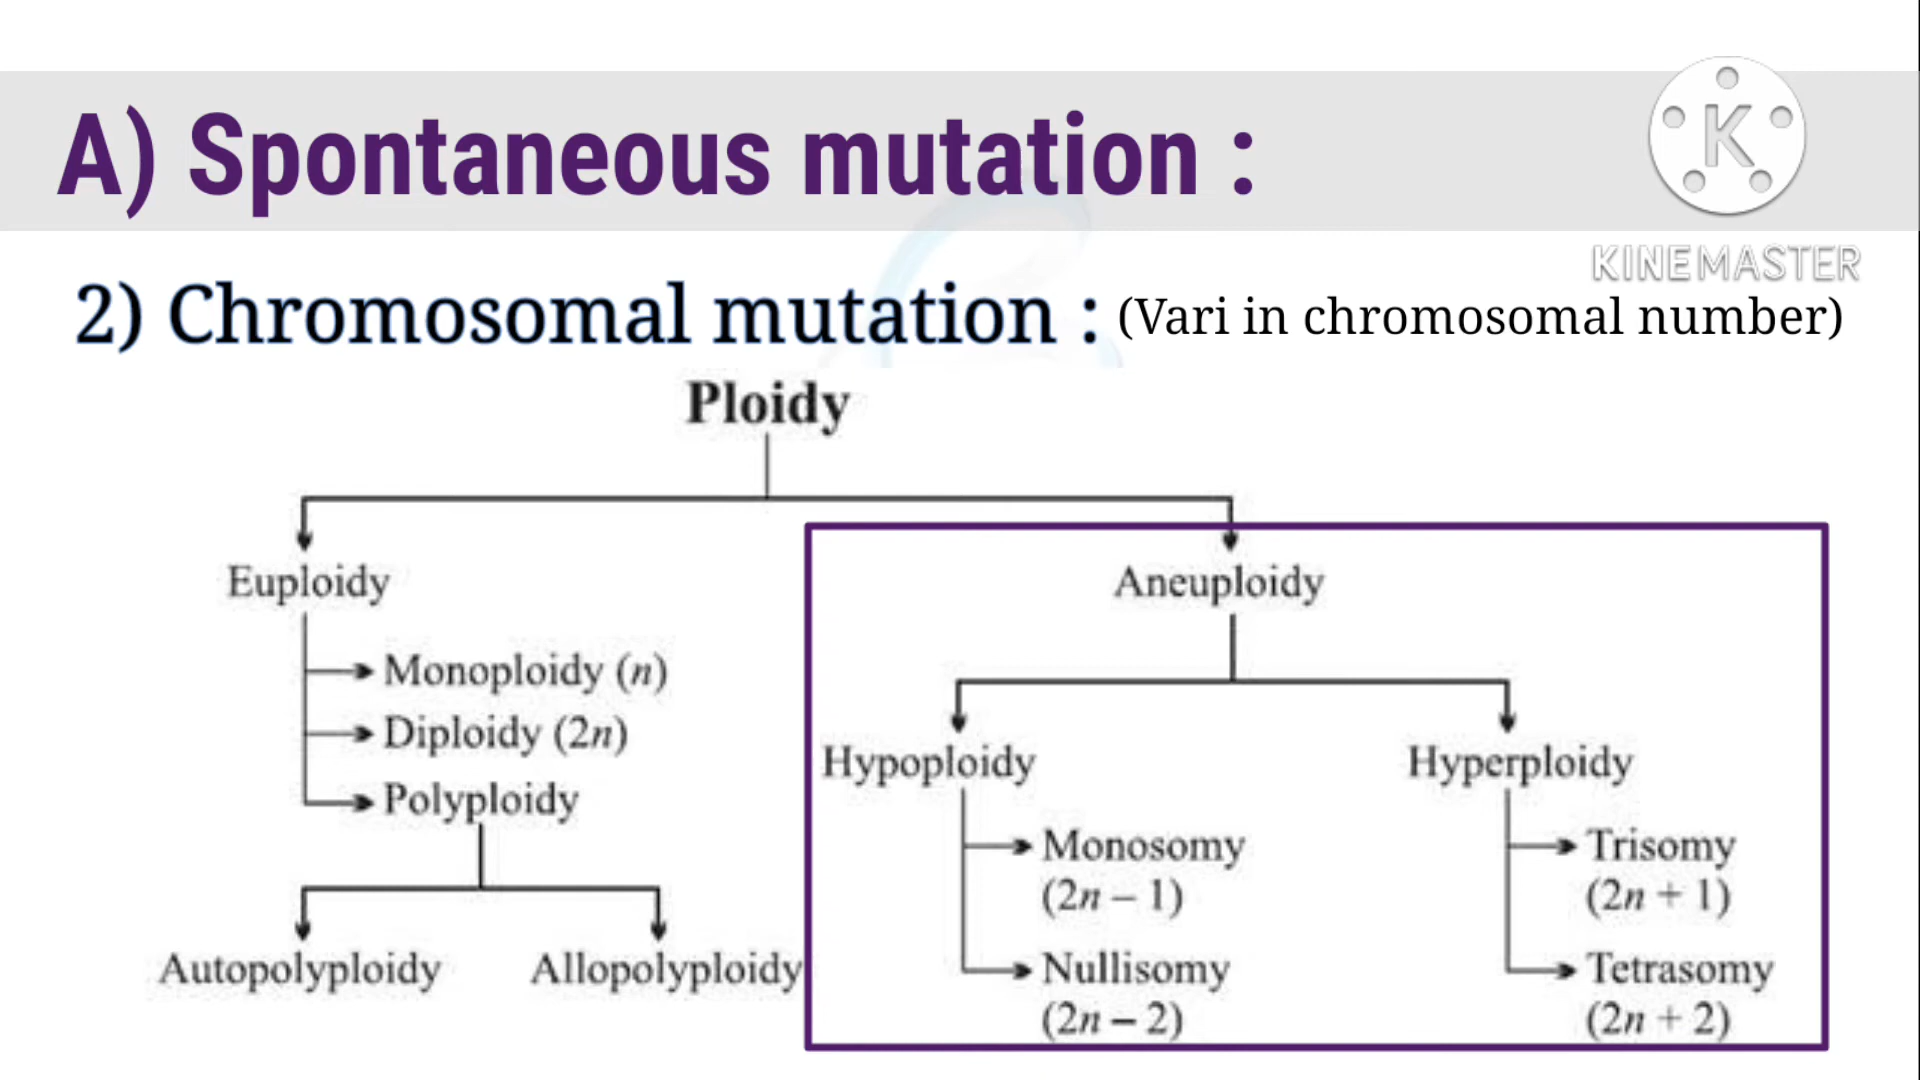 A) Spontaneous mutation :
K
KINEMASTER
2) Chromosomal mutation : (Vari in chromosomal number)
Ploidy
Euploidy
Monoploidy (n)
Diploidy (2n)
Polyploidy
Autopolyploidy
Allopolyploidy
Aneuploidy
Hypoploidy
Monosomy
(2n – 1)
Nullisomy
(2n – 2)
Hyperploidy
Trisomy
(2n + 1)
Tetrasomy
(2n + 2)